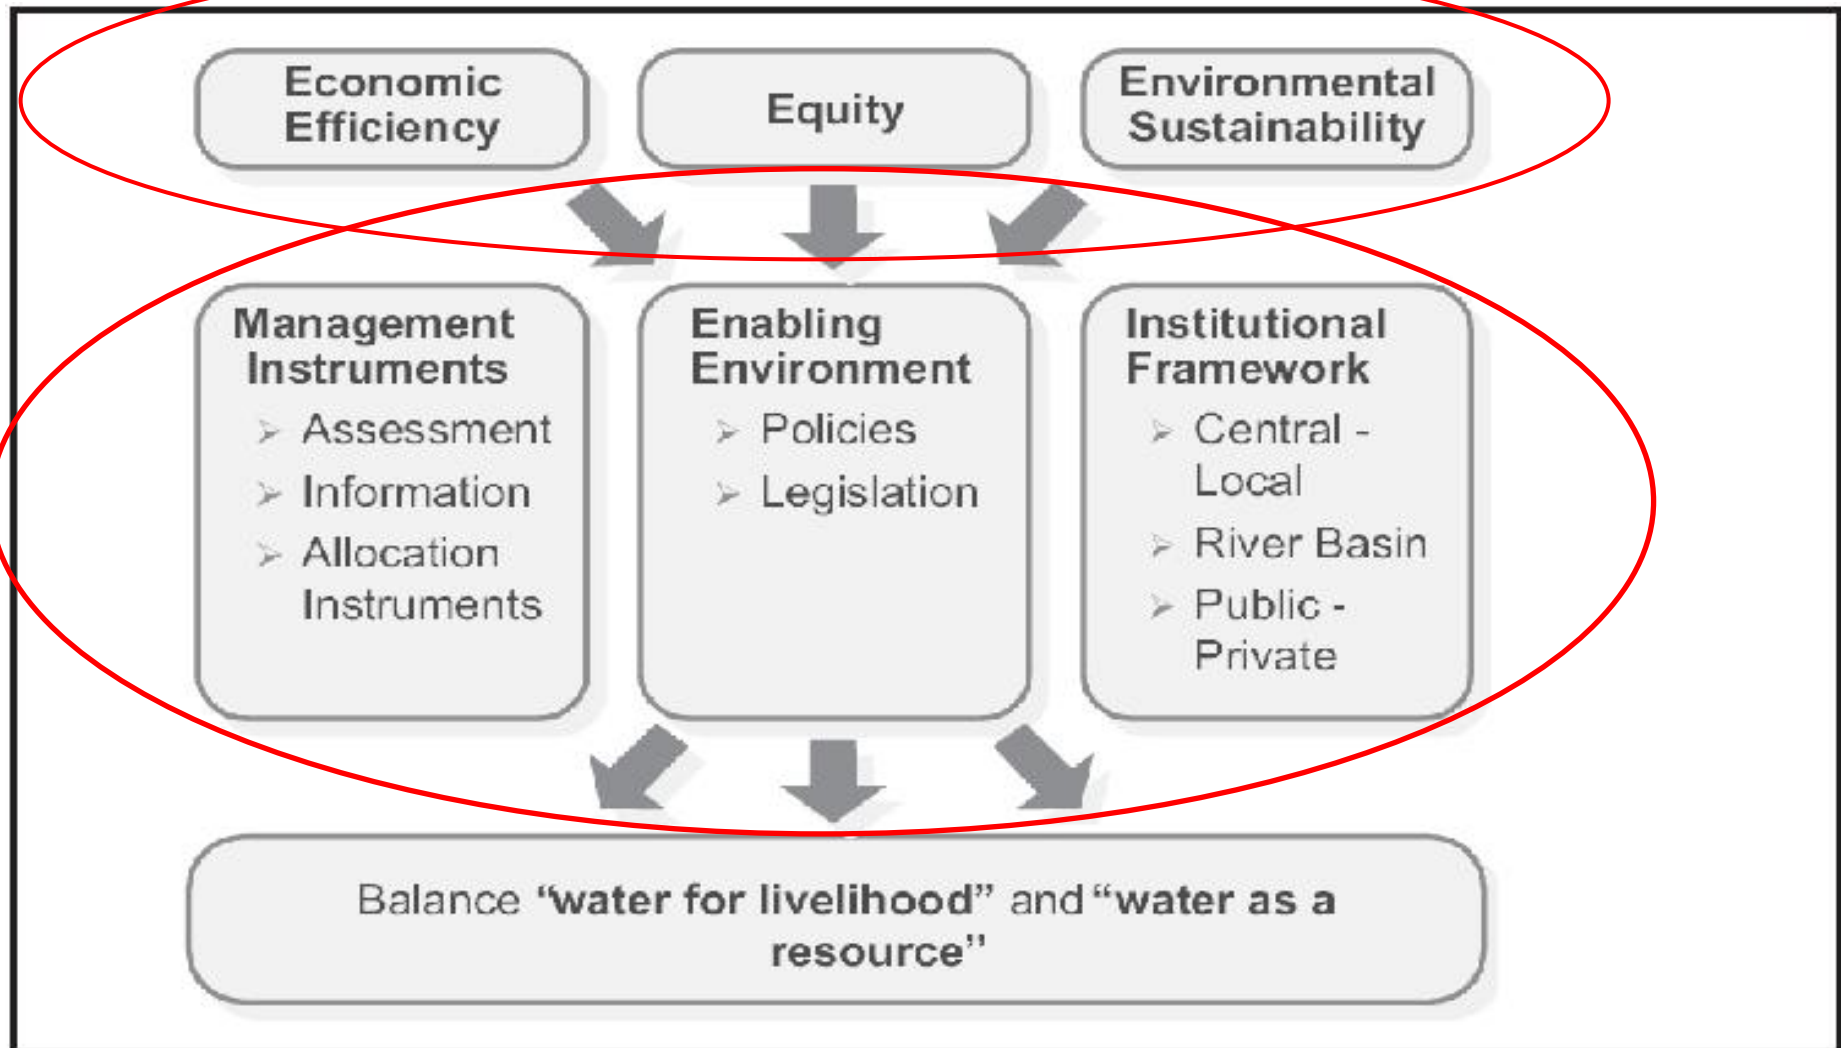 Economic
Efficiency
Equity
Environmental
Sustainability
Management
Instruments
➢ Assessment
➢ Information
➢ Allocation
Instruments
Enabling
Environment
➢ Policies
➢ Legislation
Institutional
Framework
➢ Central -
Local
➢ River Basin
➢ Public -
Private
Balance “water for livelihood” and “water as a
resource”